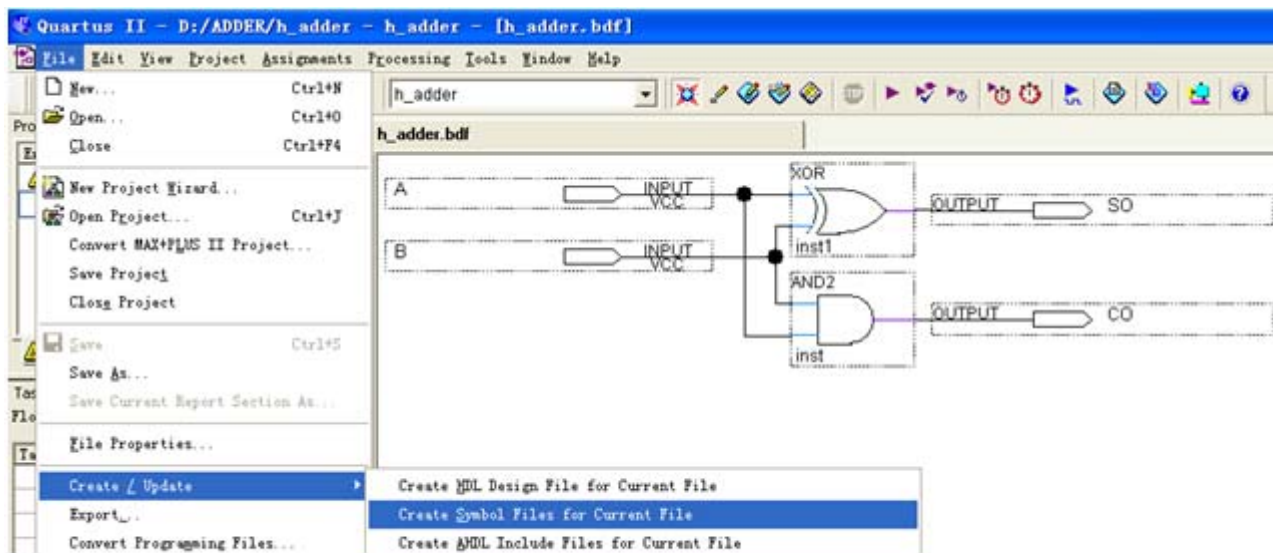 Quartus II - D:/ADDER/h_adder - h_adder - [h_adder.bdf]
File Edit View Project Assignments Processing Tools Window Help
New... Ctrl+N
Open... Ctrl+O
Close Ctrl+F4
New Project Wizard...
Open Project... Ctrl+J
Convert MAX+PLUS II Project...
Save Project
Close Project
Save Ctrl+S
Save As...
Save Current Report Section As...
File Properties...
Create / Update
Export...
Convert Programming Files...
Create HDL Design File for Current File
Create Symbol Files for Current File
Create AHDL Include Files for Current File
h_adder
h_adder.bdf
A
INPUT
VCC
B
INPUT
VCC
XOR
inst1
OUTPUT
SO
AND2
inst
OUTPUT
CO
Pro
Tas
Flo
Ta